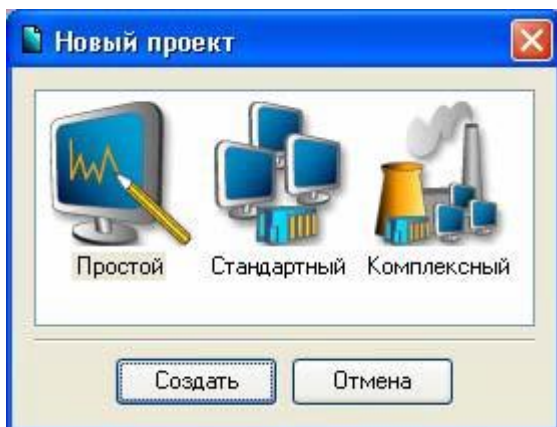 Новый проект
Простой Стандартный Комплексный
Создать Отмена